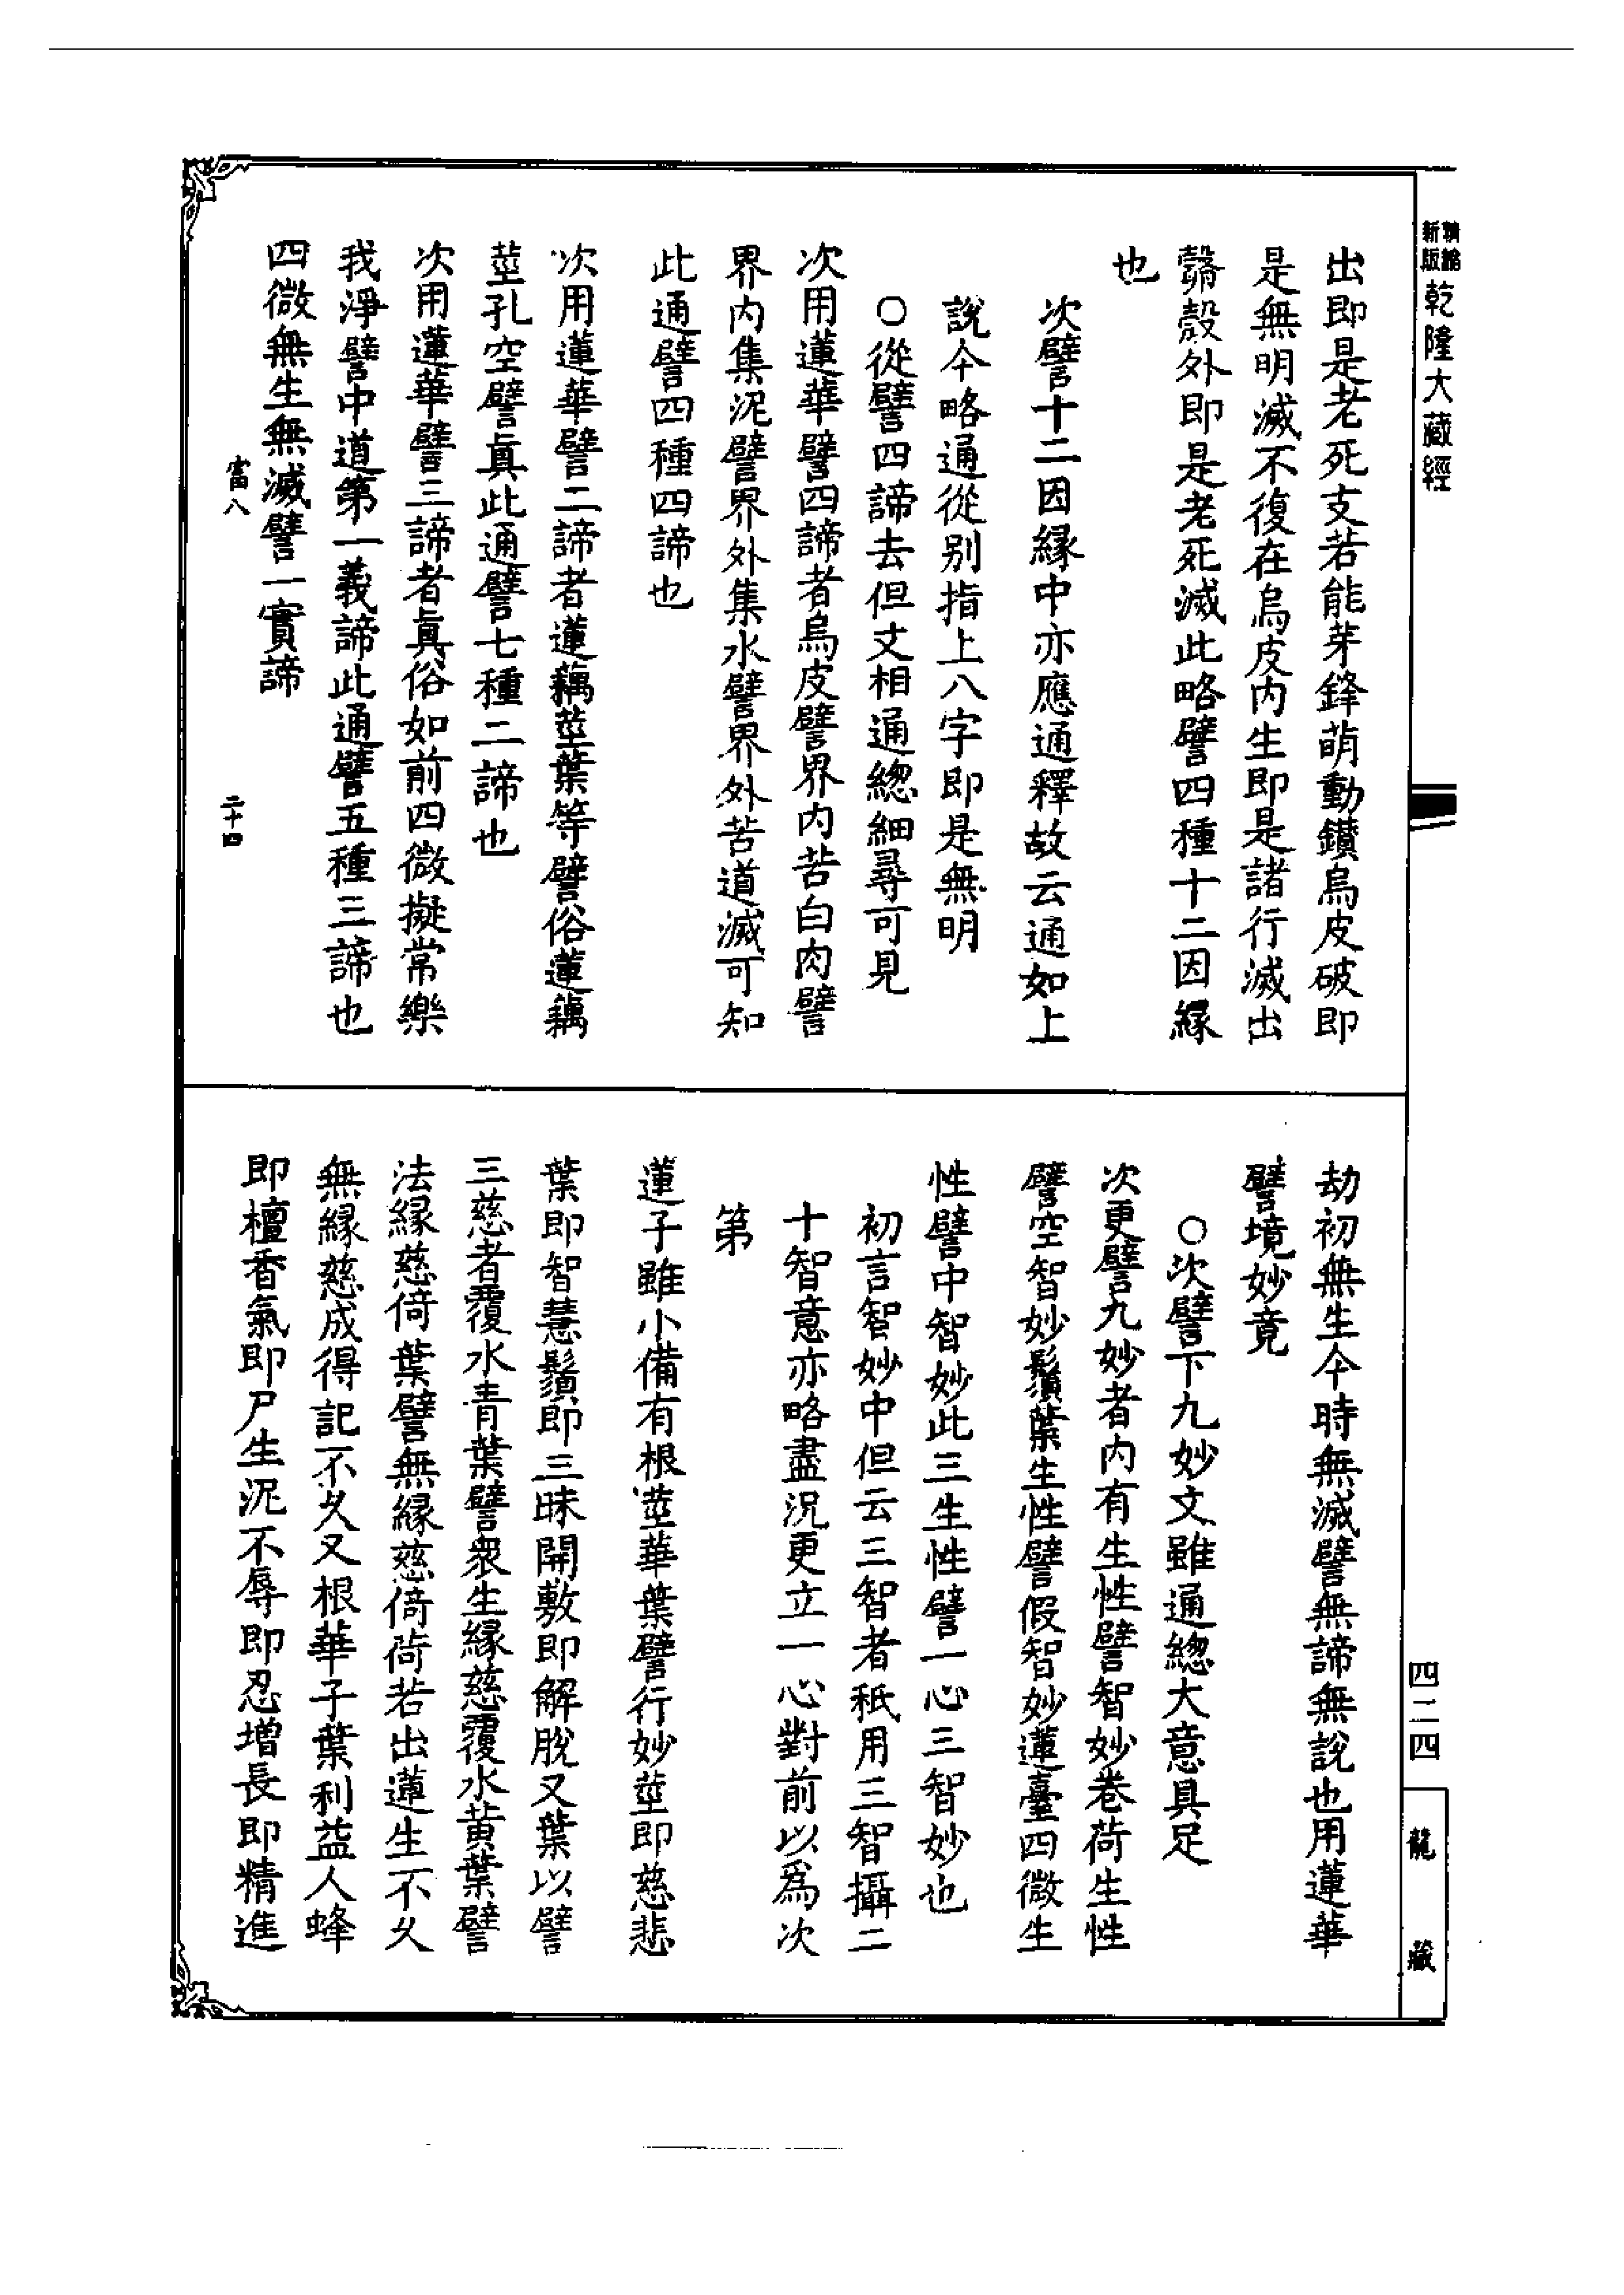 新版精縮乾隆大藏經
出即是老死支若能芽鋒萌動鑽烏皮破即
是無明滅不復在烏皮内生即是諸行滅出
殼外即是老死滅此略譬四種十二因緣
也
次譬十二因緣中亦應通釋故云通如上
說今略通從別指上八字即是無明
○從譬四諦去但文相通總細尋可見
次用蓮華譬四諦者烏皮譬界内苦白肉譬
界内集泥譬界外集水譬界外苦道滅可知
此通譬四種四諦也
次用蓮華譬二諦者蓮藕莖葉等譬俗蓮藕
莖孔空譬眞此通譬七種二諦也
次用蓮華譬三諦者眞俗如前四微擬常樂
我淨譬中道第一義諦此通譬五種三諦也
四微無生無滅譬一實諦
富八 二十四
劫初無生今時無滅譬無諦無說也用蓮華
譬境妙竟
○次譬下九妙文雖通總大意具足
次更譬九妙者内有生性譬智妙卷荷生性
譬空智妙鬚葉生性譬假智妙蓮臺四微生
性譬中智妙此三生性譬一心三智妙也
初言智妙中但云三智者秖用三智攝二
十智意亦略盡況更立一心對前以爲次
第
蓮子雖小備有根莖華葉譬行妙莖即慈悲
葉即智慧鬚即三昧開敷即解脫又葉以譬
三慈者覆水青葉譬衆生緣慈覆水黄葉譬
法緣慈倚葉譬無緣慈倚荷若出蓮生不久
無緣慈成得記不久又根華子葉利益人蜂
即檀香氣即尸生泥不辱即忍增長即精進
四二四
龍藏